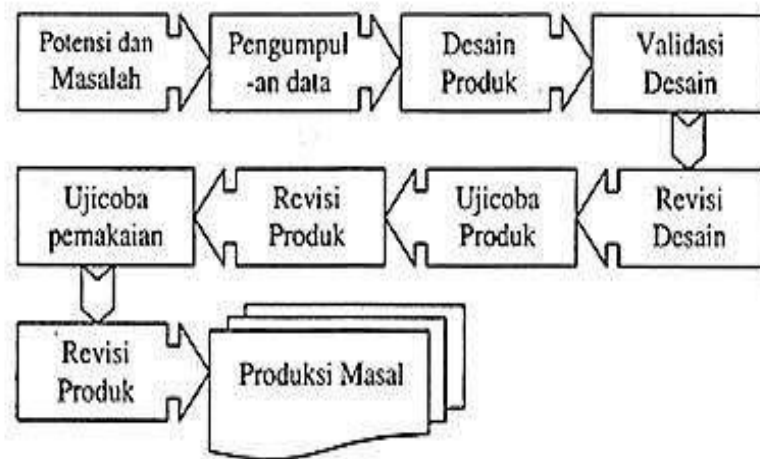 Potensi dan
Masalah
Pengumpul
-an data
Desain
Produk
Validasi
Desain
Revisi
Desain
Ujicoba
Produk
Revisi
Produk
Ujicoba
pemakaian
Revisi
Produk
Produksi Masal